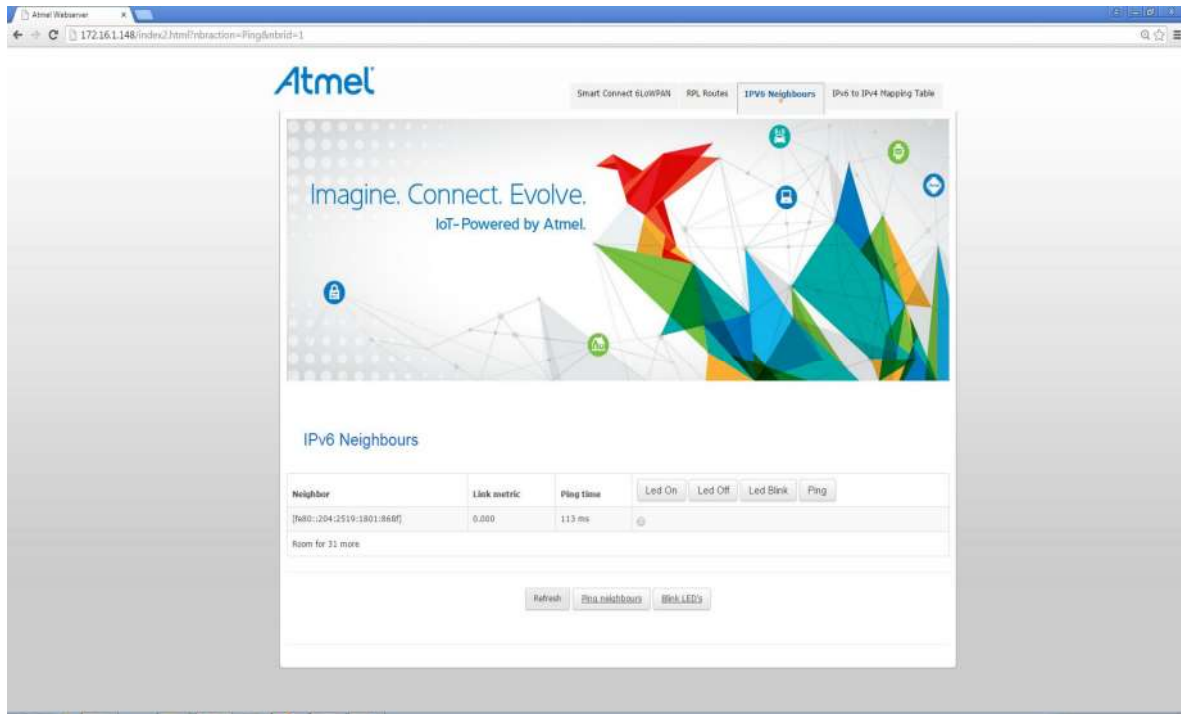 Atmel Webserver
172.16.1.148/index2.html?nbraction=Ping&nbrid=1
Atmel
Smart Connect 6LoWPAN RPL Routes IPV6 Neighbours IPv6 to IPv4 Mapping Table
Imagine. Connect. Evolve.
IoT-Powered by Atmel.
IPv6 Neighbours
Neighbor Link metric Ping time Led On Led Off Led Blink Ping
[fe80::204:2519:1801:868f] 0.000 113 ms
Room for 31 more
Refresh Ping neighbours Blink LED's